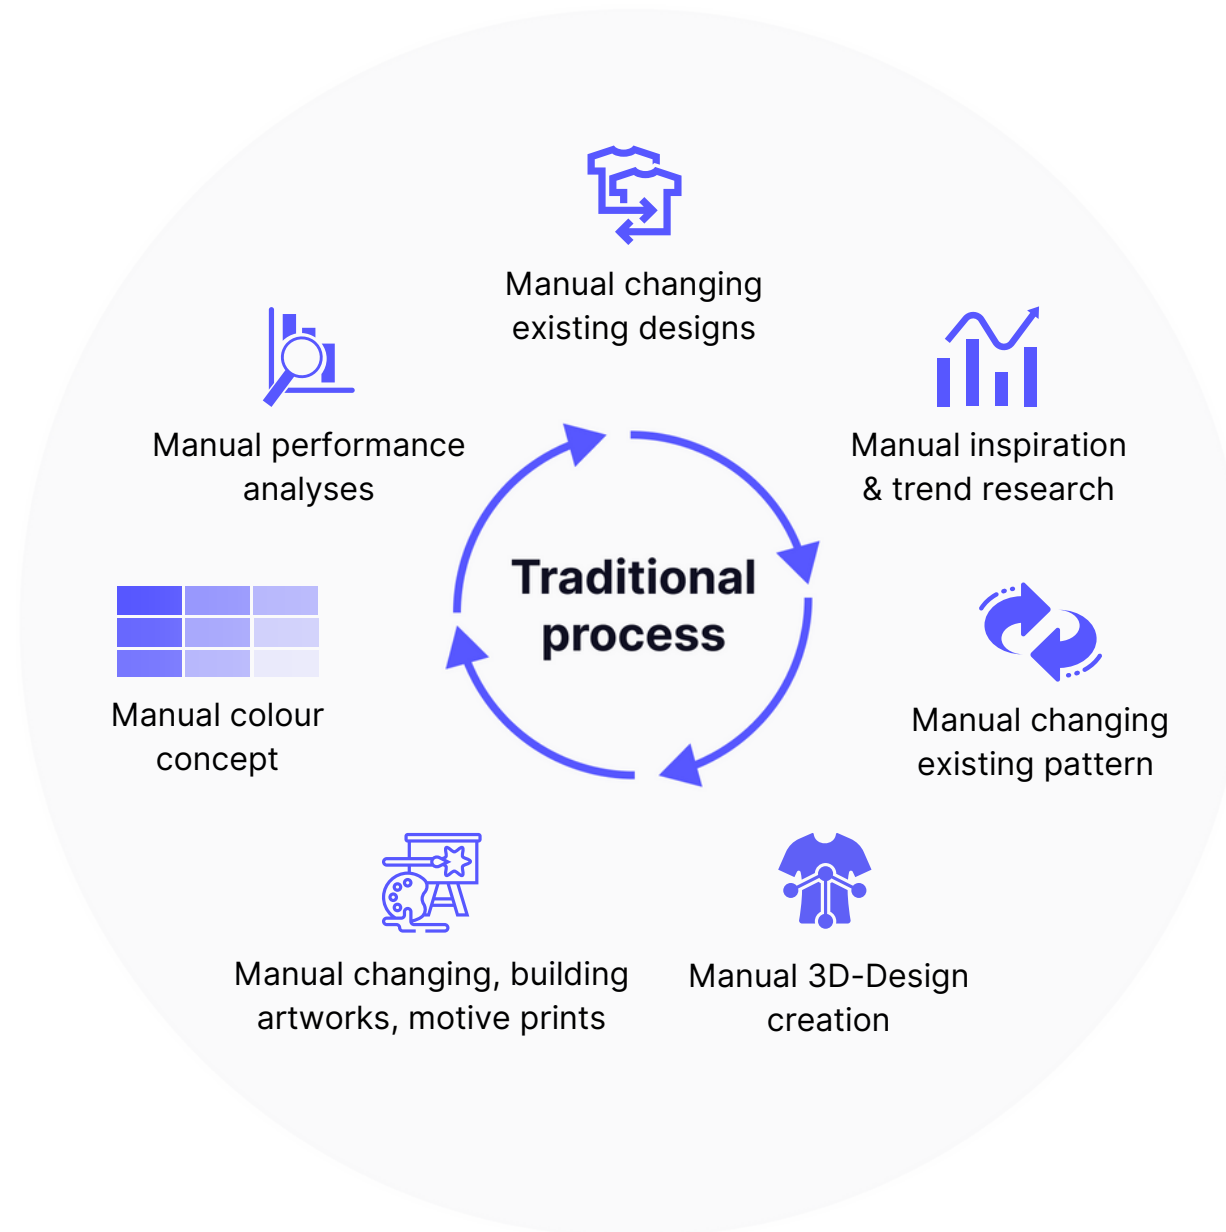 Manual changing
existing designs
Manual inspiration
& trend research
Manual changing
existing pattern
Manual 3D-Design
creation
Manual changing, building
artworks, motive prints
Manual colour
concept
Manual performance
analyses
Traditional
process